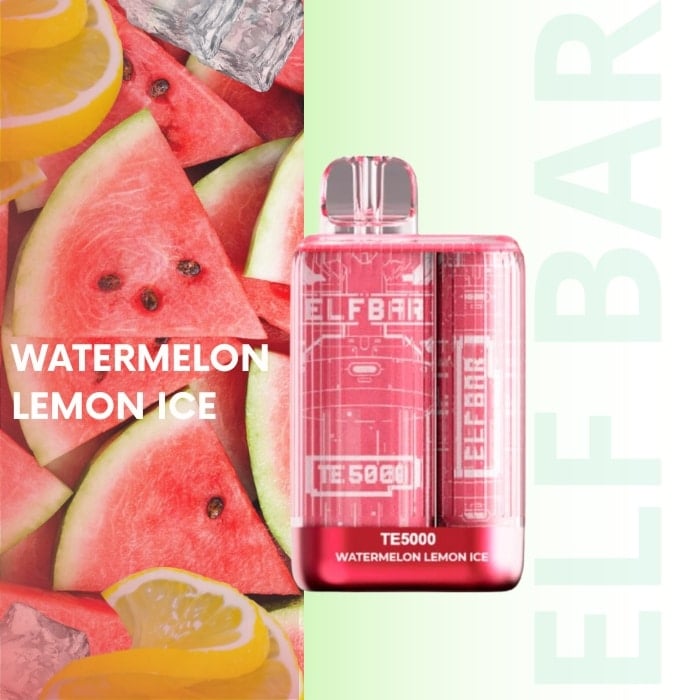 WATERMELON
LEMON ICE
ELFBAR
ELFBAR
TE5000
TE5000
WATERMELON LEMON ICE
ELF BAR